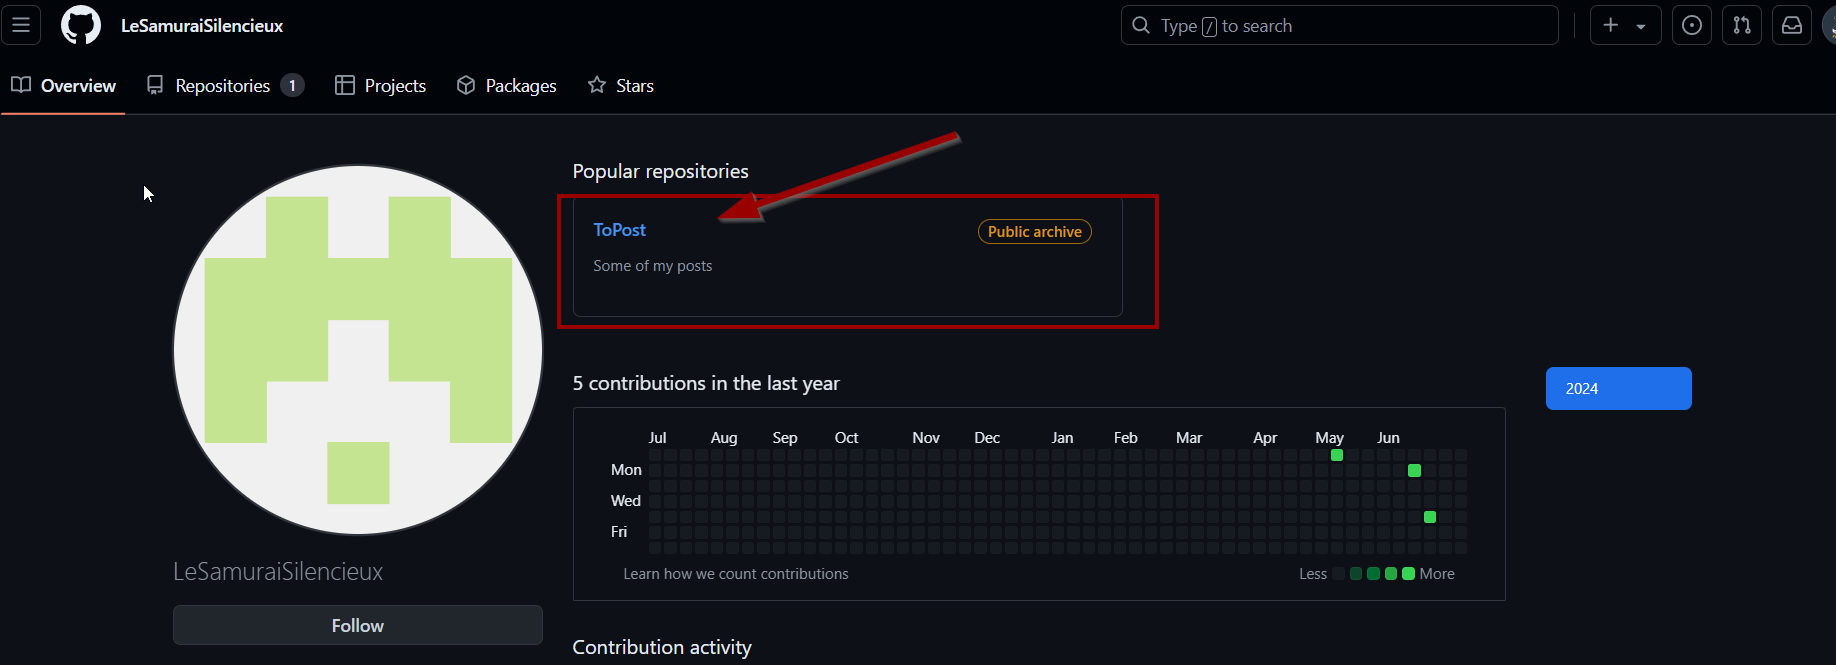 LeSamuraiSilencieux
Type / to search
Overview
Repositories 1
Projects
Packages
Stars
Popular repositories
ToPost
Public archive
Some of my posts
5 contributions in the last year
2024
Jul Aug Sep Oct Nov Dec Jan Feb Mar Apr May Jun
Mon
Wed
Fri
Learn how we count contributions
Less More
LeSamuraiSilencieux
Follow
Contribution activity